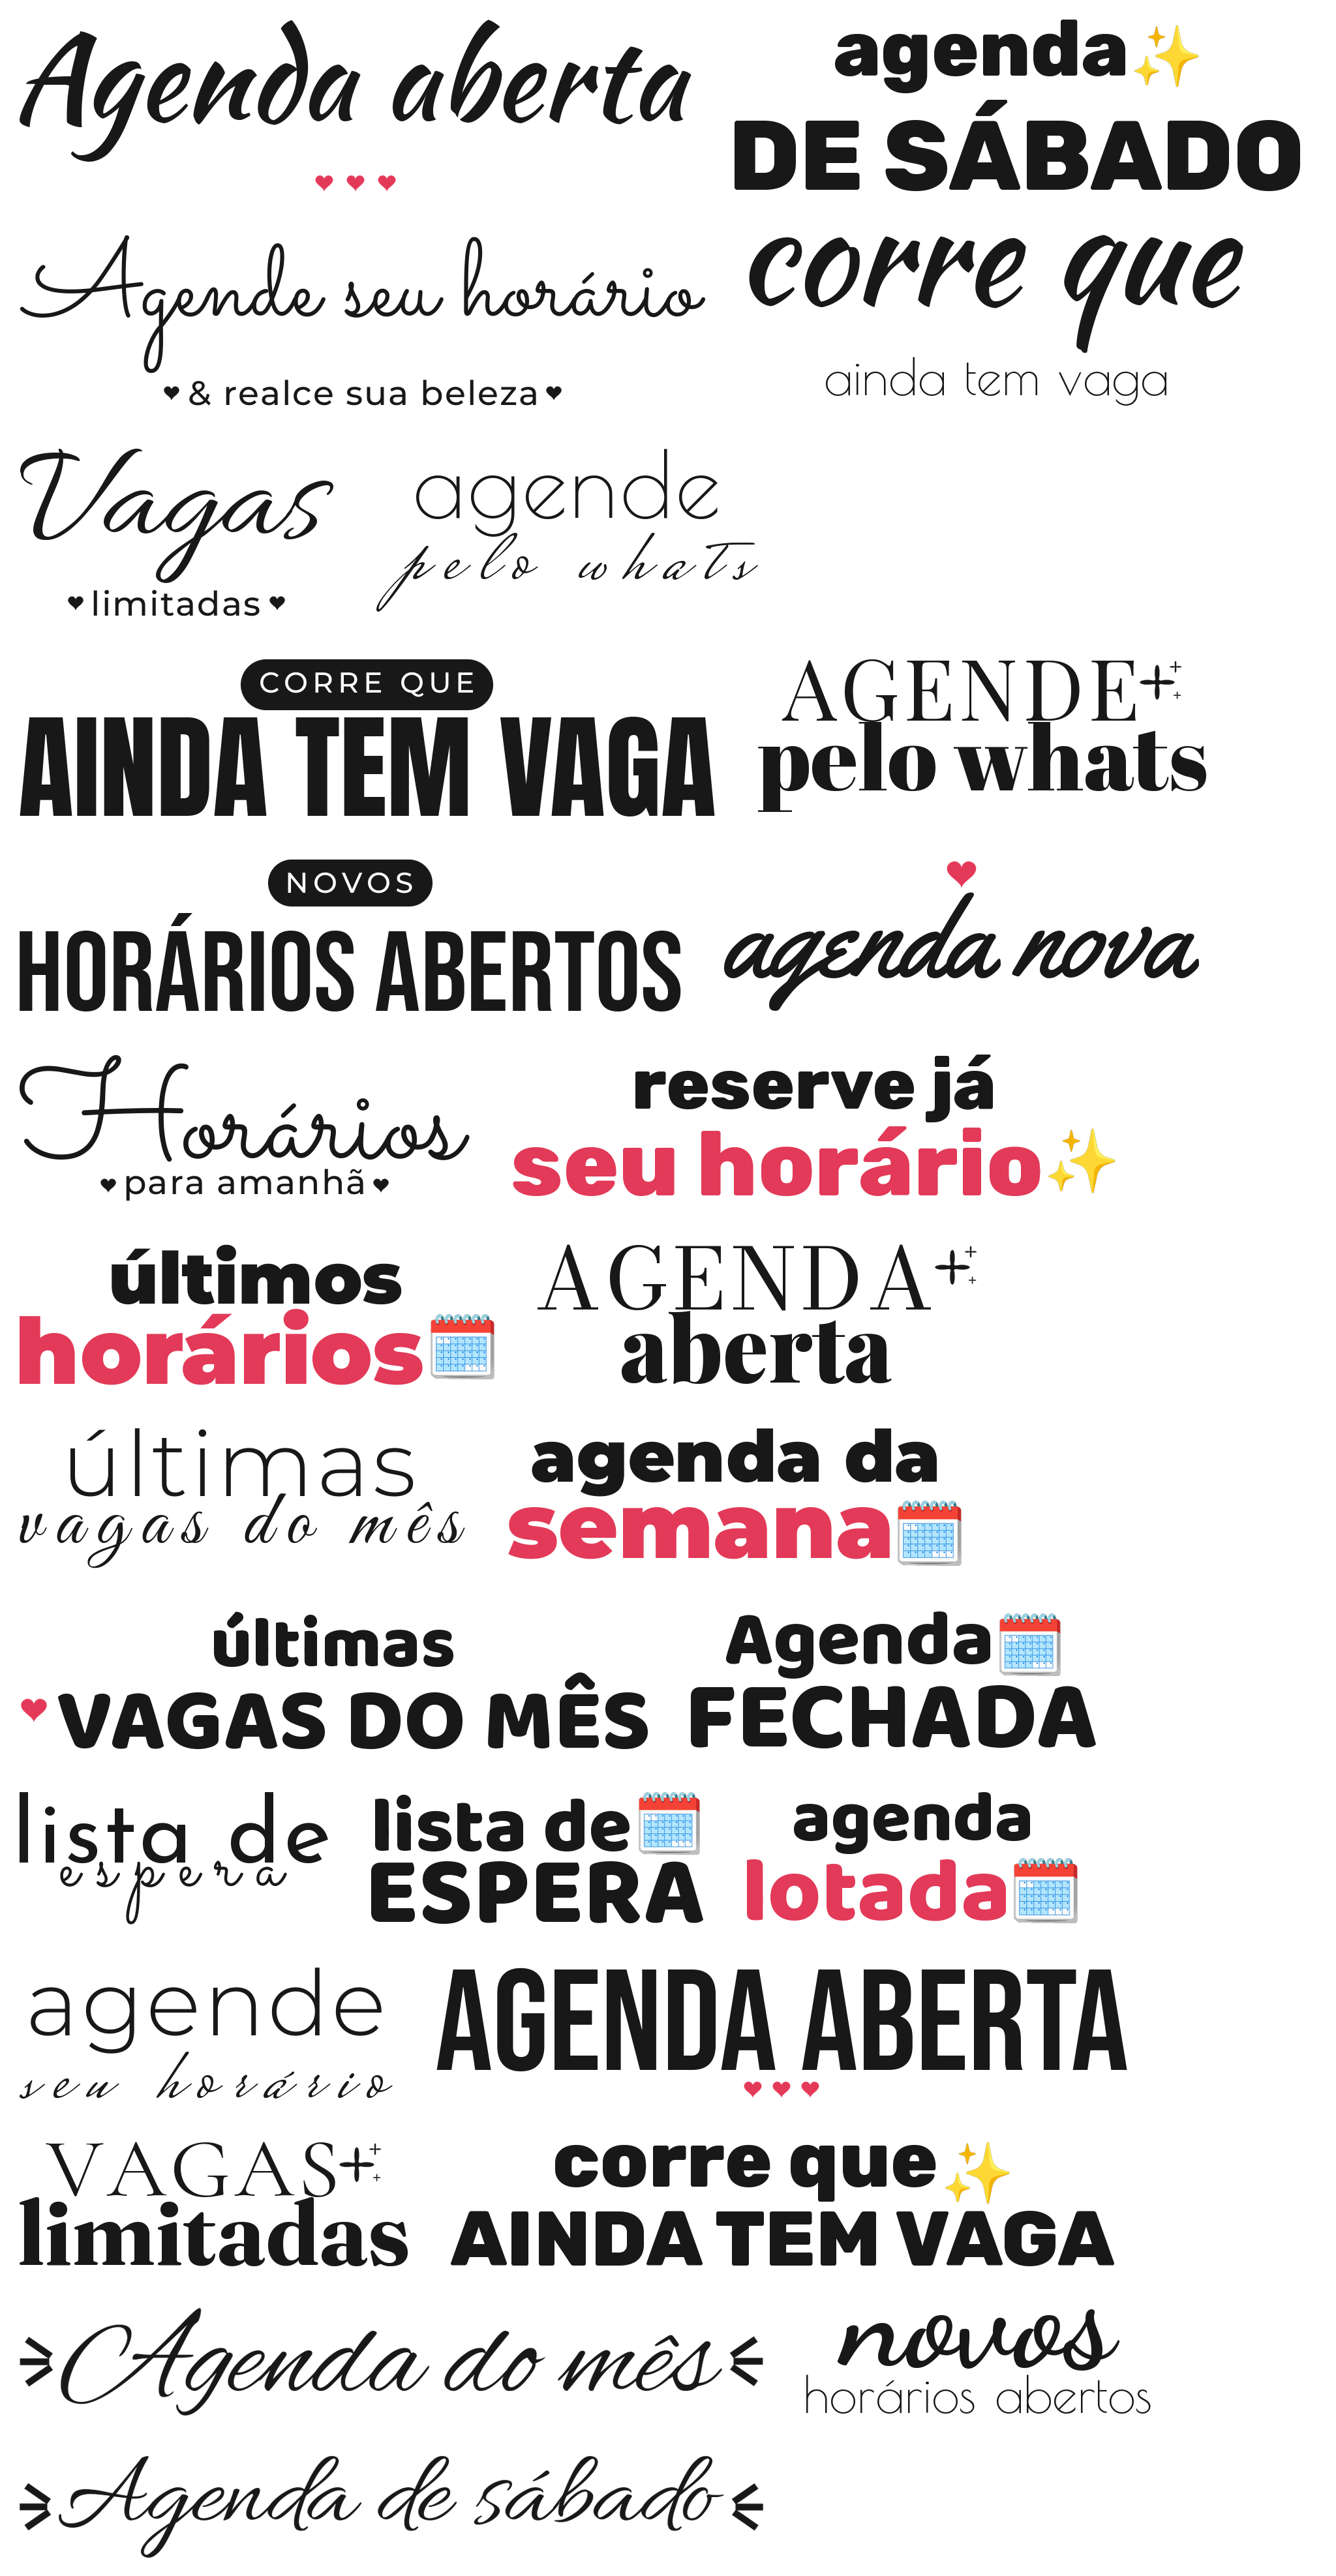 Agenda aberta
agenda✨
DE SÁBADO
Agende seu horário
& realce sua beleza
corre que
ainda tem vaga
Vagas
limitadas
agende
pelo whats
CORRE QUE
AINDA TEM VAGA
AGENDE
pelo whats
NOVOS
HORÁRIOS ABERTOS
agenda nova
Horários
para amanhã
reserve já
seu horário✨
últimos
horários
AGENDA
aberta
últimas
vagas do mês
agenda da
semana
últimas
VAGAS DO MÊS
Agenda
FECHADA
lista de
espera
lista de
ESPERA
agenda
lotada
agende
seu horário
AGENDA ABERTA
VAGAS
limitadas
corre que✨
AINDA TEM VAGA
Agenda do mês
novos
horários abertos
Agenda de sábado